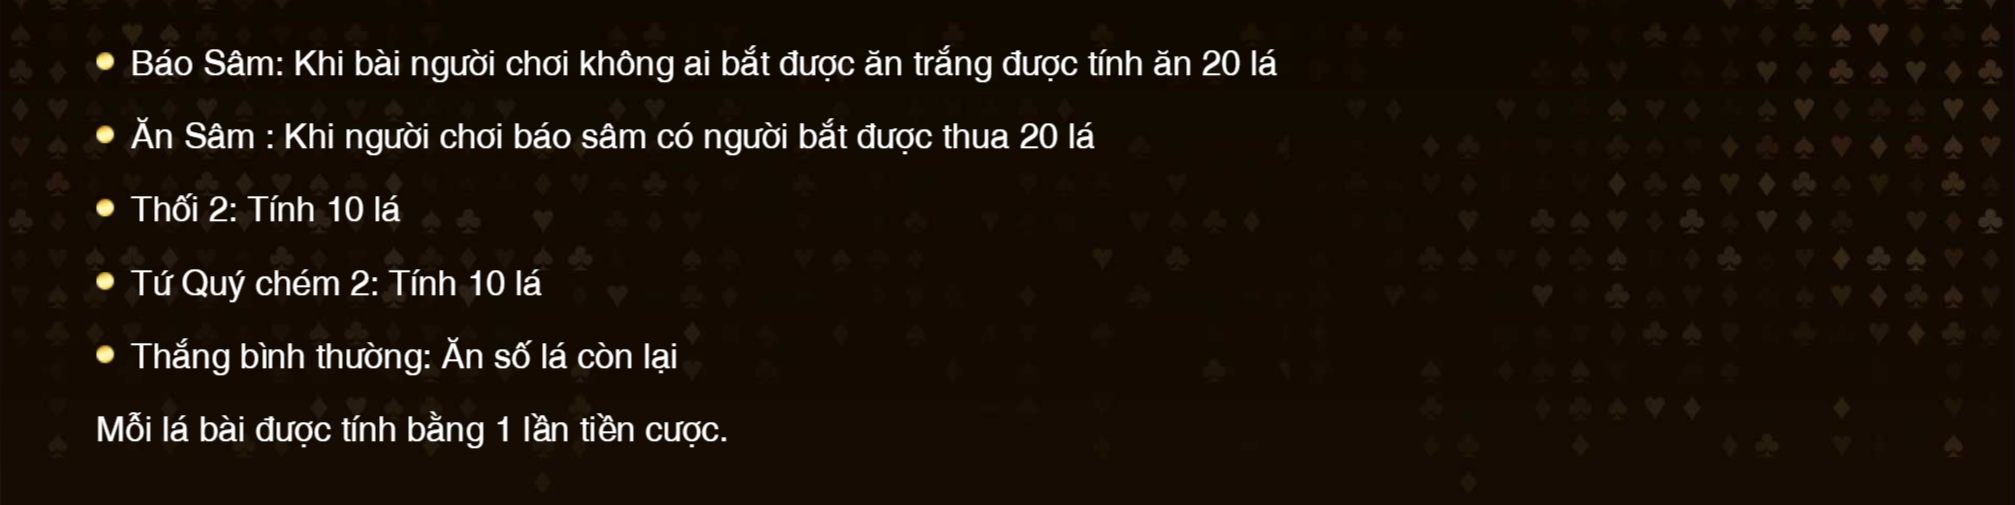 Báo Sâm: Khi bài người chơi không ai bắt được ăn trắng được tính ăn 20 lá
Ăn Sâm : Khi người chơi báo sâm có người bắt được thua 20 lá
Thối 2: Tính 10 lá
Tứ Quý chém 2: Tính 10 lá
Thắng bình thường: Ăn số lá còn lại
Mỗi lá bài được tính bằng 1 lần tiền cược.